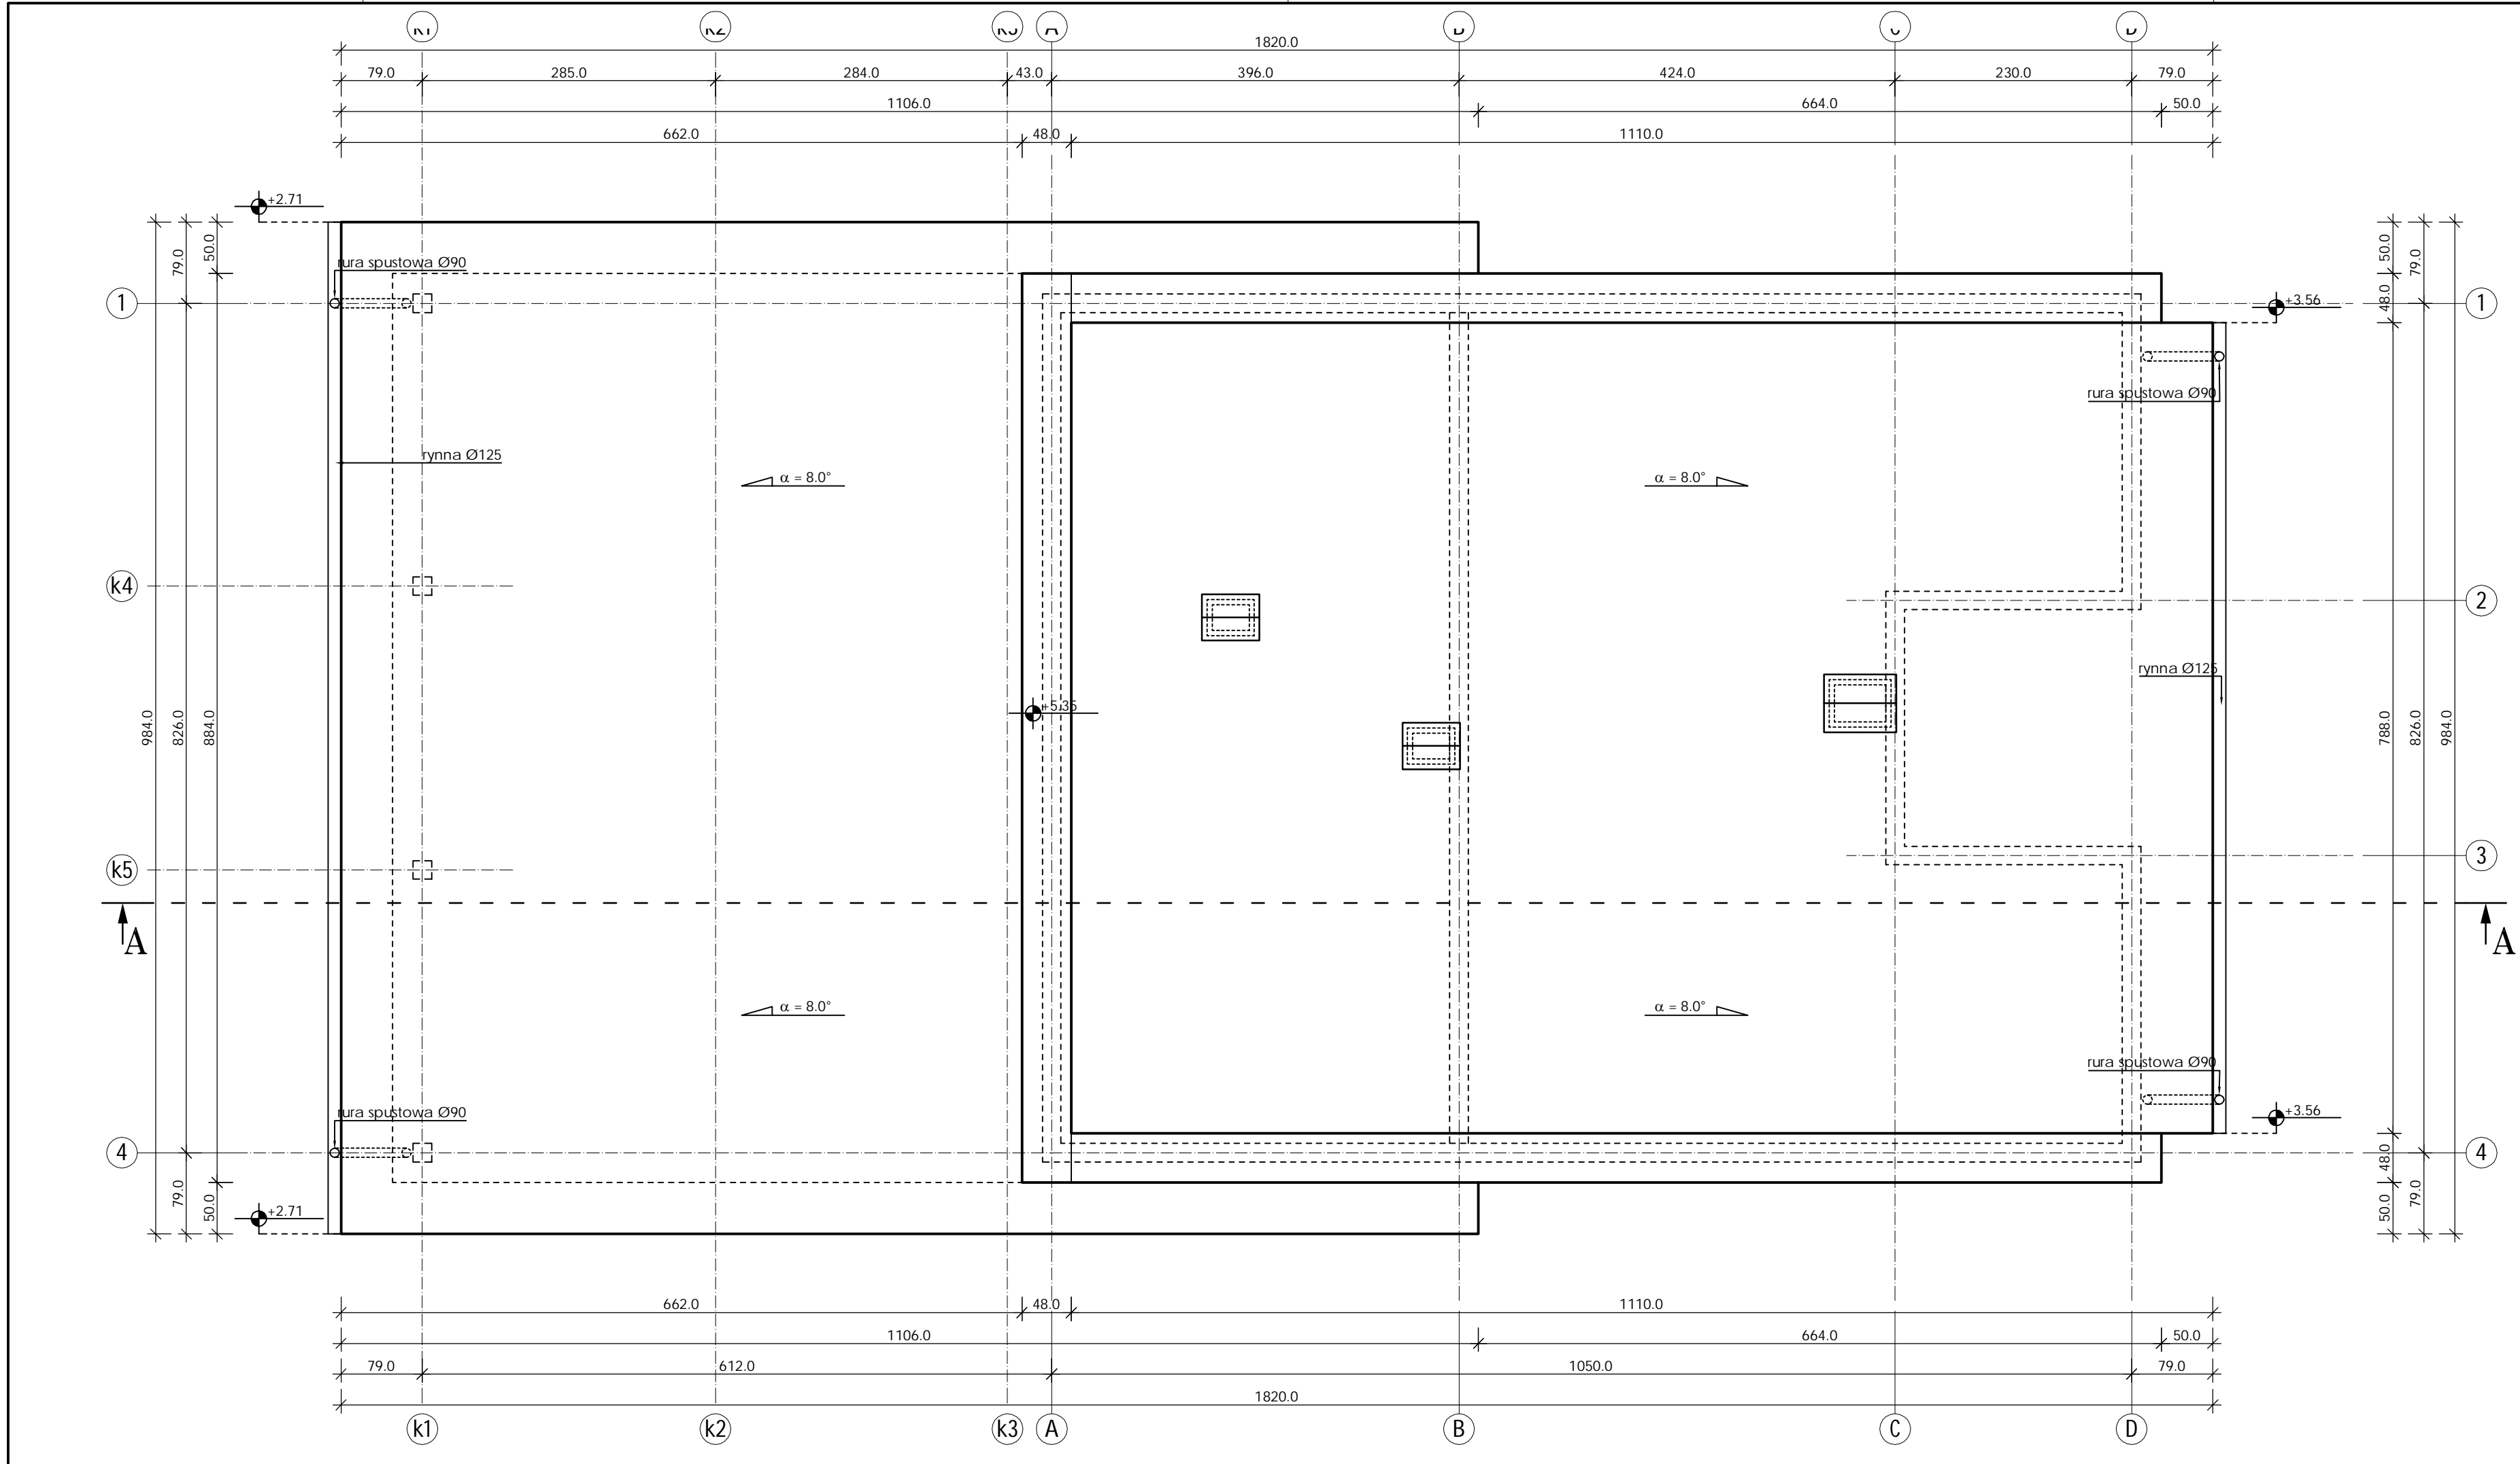 1820.0
79.0 285.0 284.0 43.0 396.0 424.0 230.0 79.0
1106.0 664.0 50.0
662.0 48.0 1110.0
+2.71
50.0
79.0
50.0
79.0
rura spustowa Ø90
1
48.0
+3.56
1
rura spustowa Ø90
rynna Ø125
α = 8.0°
α = 8.0°
k4
2
rynna Ø125
+5.35
984.0
826.0
884.0
788.0
826.0
984.0
k5
3
A
A
α = 8.0°
α = 8.0°
rura spustowa Ø90
rura spustowa Ø90
+3.56
4
48.0
4
79.0
50.0
+2.71
50.0
79.0
662.0 48.0 1110.0
1106.0 664.0 50.0
79.0 612.0 1050.0 79.0
1820.0
k1 k2 k3 A B C D